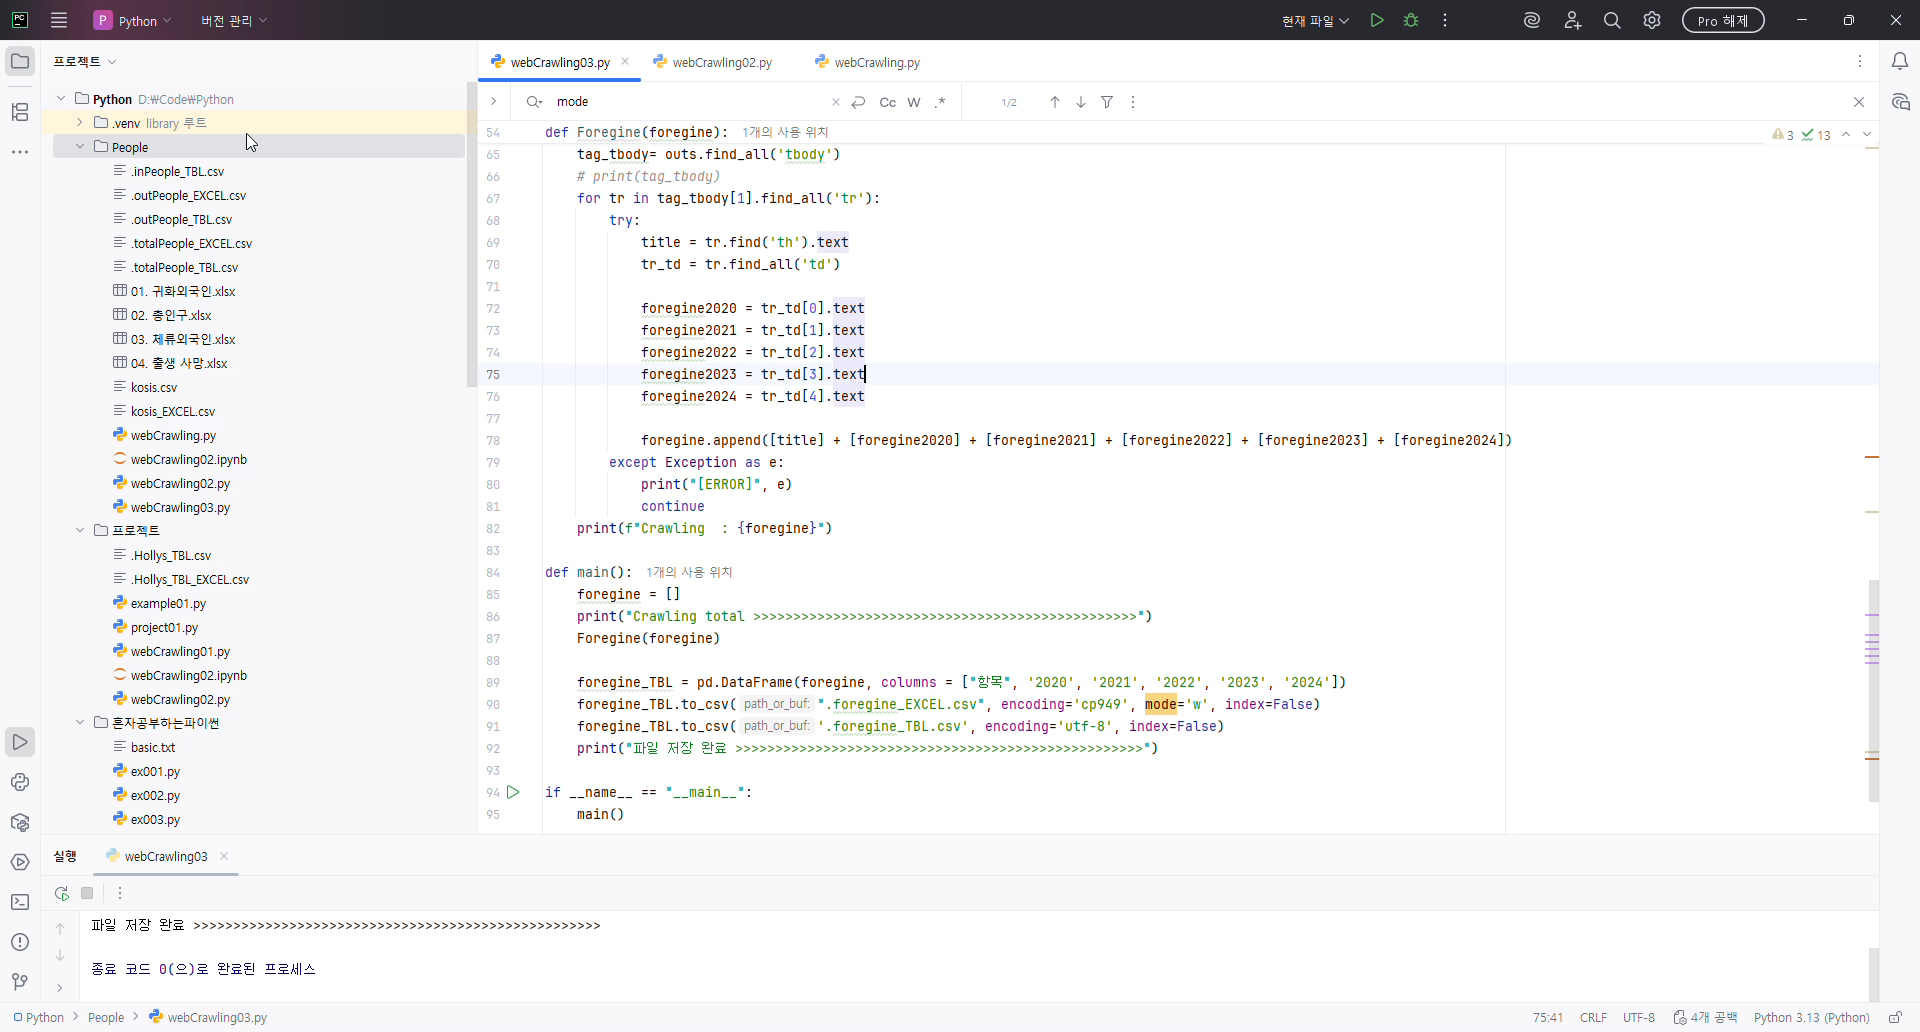 PC P Python 버전 관리 현재 파일 Pro 해제
프로젝트
Python D:₩Code₩Python
.venv library 루트
People
.inPeople_TBL.csv
.outPeople_EXCEL.csv
.outPeople_TBL.csv
.totalPeople_EXCEL.csv
.totalPeople_TBL.csv
01. 귀화외국인.xlsx
02. 총인구.xlsx
03. 체류외국인.xlsx
04. 출생 사망.xlsx
kosis.csv
kosis_EXCEL.csv
webCrawling.py
webCrawling02.ipynb
webCrawling02.py
webCrawling03.py
프로젝트
.Hollys_TBL.csv
.Hollys_TBL_EXCEL.csv
example01.py
project01.py
webCrawling01.py
webCrawling02.ipynb
webCrawling02.py
혼자공부하는파이썬
basic.txt
ex001.py
ex002.py
ex003.py
webCrawling03.py webCrawling02.py webCrawling.py
mode Cc W .* 1/2
54 def Foregine(foregine): 1개의 사용 위치 3 13
65 tag_tbody= outs.find_all('tbody')
66 # print(tag_tbody)
67 for tr in tag_tbody[1].find_all('tr'):
68 try:
69 title = tr.find('th').text
70 tr_td = tr.find_all('td')
71
72 foregine2020 = tr_td[0].text
73 foregine2021 = tr_td[1].text
74 foregine2022 = tr_td[2].text
75 foregine2023 = tr_td[3].text
76 foregine2024 = tr_td[4].text
77
78 foregine.append([title] + [foregine2020] + [foregine2021] + [foregine2022] + [foregine2023] + [foregine2024])
79 except Exception as e:
80 print("[ERROR]", e)
81 continue
82 print(f"Crawling  : {foregine}")
83
84 def main(): 1개의 사용 위치
85 foregine = []
86 print("Crawling total >>>>>>>>>>>>>>>>>>>>>>>>>>>>>>>>>>>>>>>>>>>>>>>>")
87 Foregine(foregine)
88
89 foregine_TBL = pd.DataFrame(foregine, columns = ["항목", '2020', '2021', '2022', '2023', '2024'])
90 foregine_TBL.to_csv( path_or_buf: ".foregine_EXCEL.csv", encoding='cp949', mode='w', index=False)
91 foregine_TBL.to_csv( path_or_buf: '.foregine_TBL.csv', encoding='utf-8', index=False)
92 print("파일 저장 완료 >>>>>>>>>>>>>>>>>>>>>>>>>>>>>>>>>>>>>>>>>>>>>>>>>>>")
93
94 if __name__ == "__main__":
95 main()
실행 webCrawling03
파일 저장 완료 >>>>>>>>>>>>>>>>>>>>>>>>>>>>>>>>>>>>>>>>>>>>>>>>>>>
종료 코드 0(으)로 완료된 프로세스
Python > People > webCrawling03.py 75:41 CRLF UTF-8 4개 공백 Python 3.13 (Python)